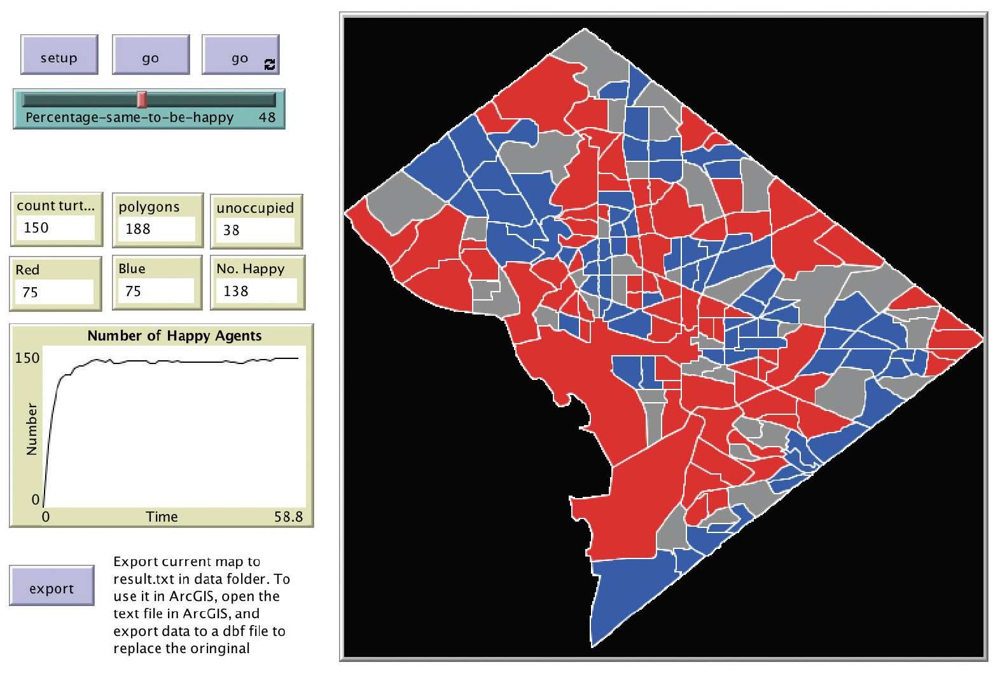 setup
go
go
Percentage-same-to-be-happy 48
count turt...
150
polygons
188
unoccupied
38
Red
75
Blue
75
No. Happy
138
Number of Happy Agents
150
Number
0
0 Time 58.8
export
Export current map to
result.txt in data folder. To
use it in ArcGIS, open the
text file in ArcGIS, and
export data to a dbf file to
replace the oringinal